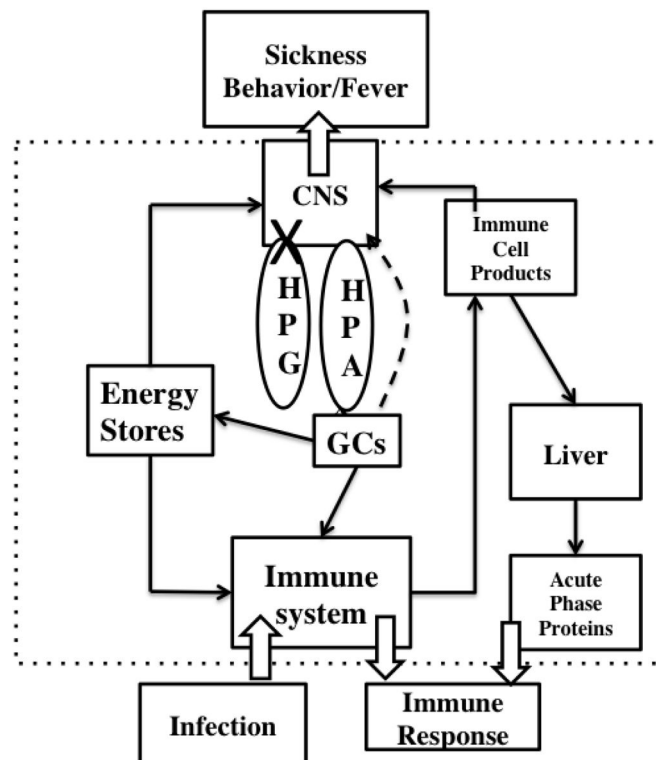 Sickness
Behavior/Fever
CNS
X
Immune
Cell
Products
H
P
G
H
P
A
Energy
Stores
GCs
Liver
Immune
system
Acute
Phase
Proteins
Infection
Immune
Response